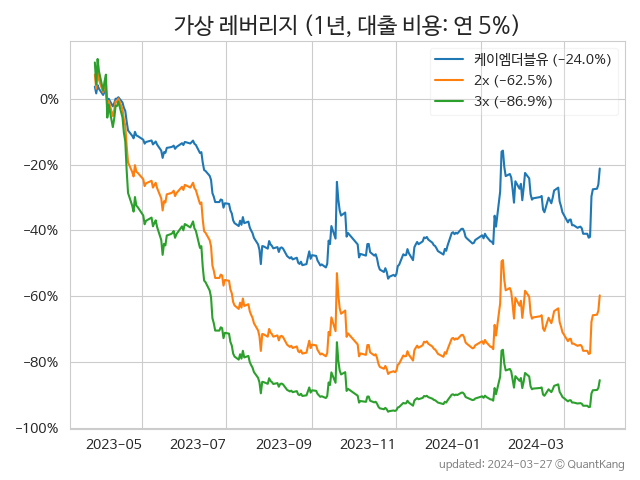 가상 레버리지 (1년, 대출 비용: 연 5%)
케이엠더블유 (−24.0%)
2x (−62.5%)
3x (−86.9%)
0%
−20%
−40%
−60%
−80%
−100%
2023-05 2023-07 2023-09 2023-11 2024-01 2024-03
updated: 2024-03-27 © QuantKang